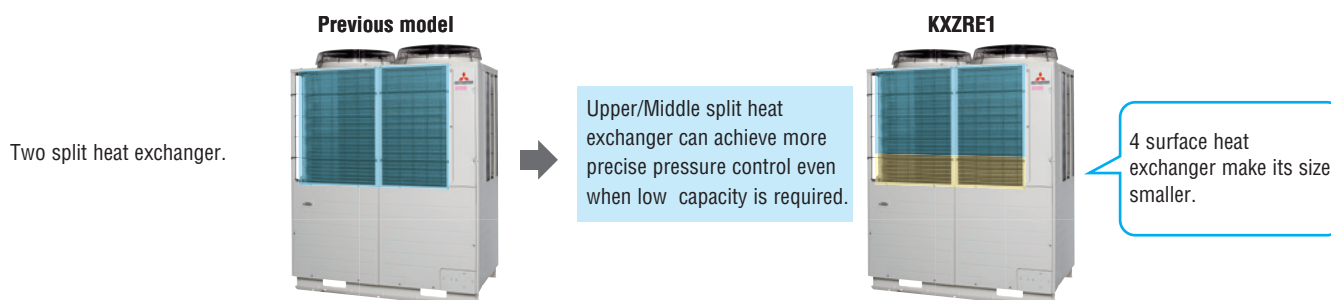 Previous model
KXZRE1
Two split heat exchanger.
Upper/Middle split heat
exchanger can achieve more
precise pressure control even
when low capacity is required.
4 surface heat
exchanger make its size
smaller.